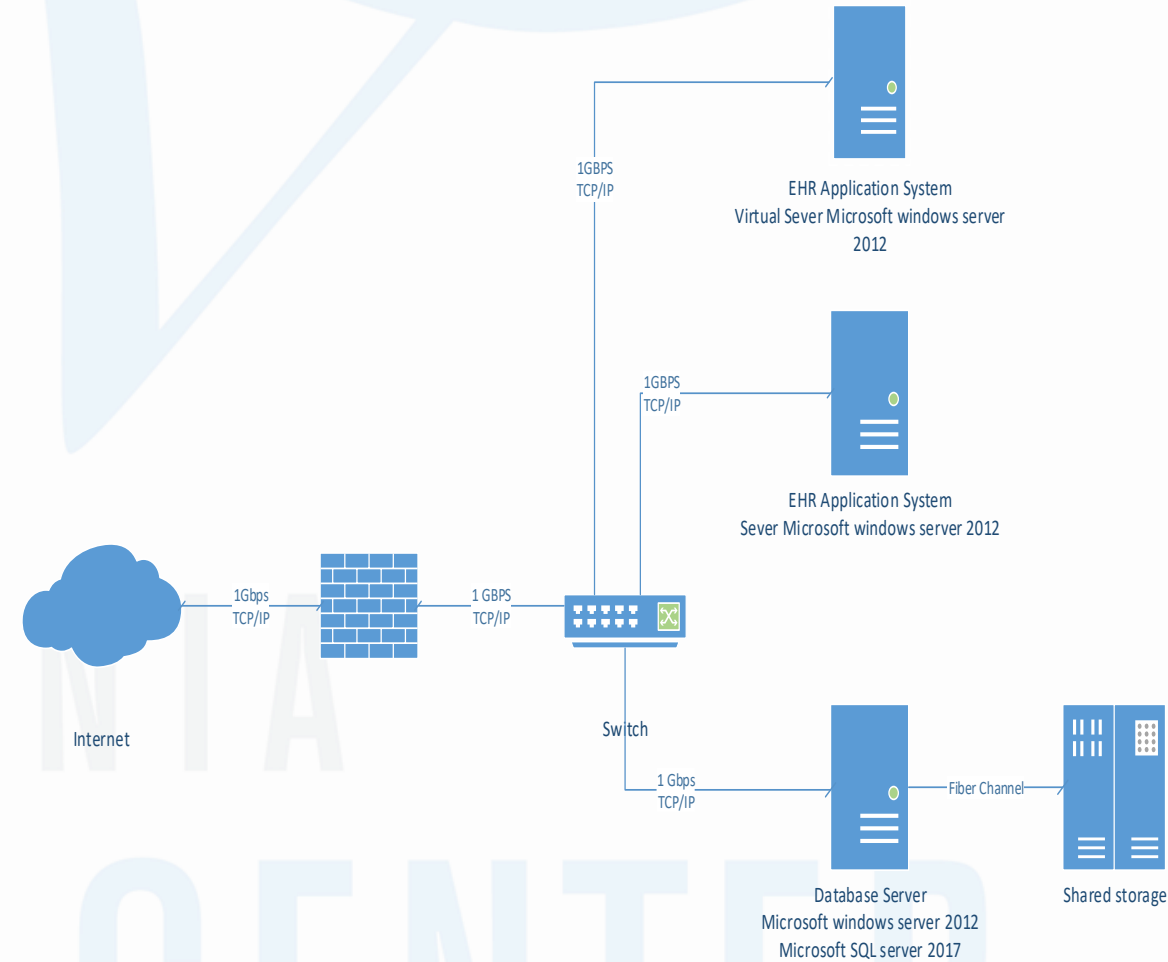 1GBPS
TCP/IP
EHR Application System
Virtual Sever Microsoft windows server
2012
1GBPS
TCP/IP
EHR Application System
Sever Microsoft windows server 2012
1Gbps
TCP/IP
1 GBPS
TCP/IP
Internet
Switch
1 Gbps
TCP/IP
Fiber Channel
Database Server
Microsoft windows server 2012
Microsoft SQL server 2017
Shared storage
NIA
CENTER